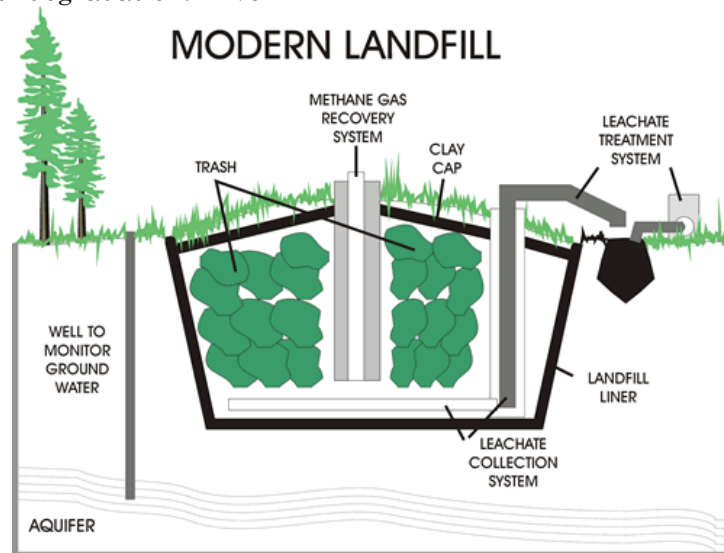 MODERN LANDFILL
METHANE GAS
RECOVERY
SYSTEM
LEACHATE
TREATMENT
SYSTEM
CLAY
CAP
TRASH
WELL TO
MONITOR
GROUND
WATER
LANDFILL
LINER
LEACHATE
COLLECTION
SYSTEM
AQUIFER